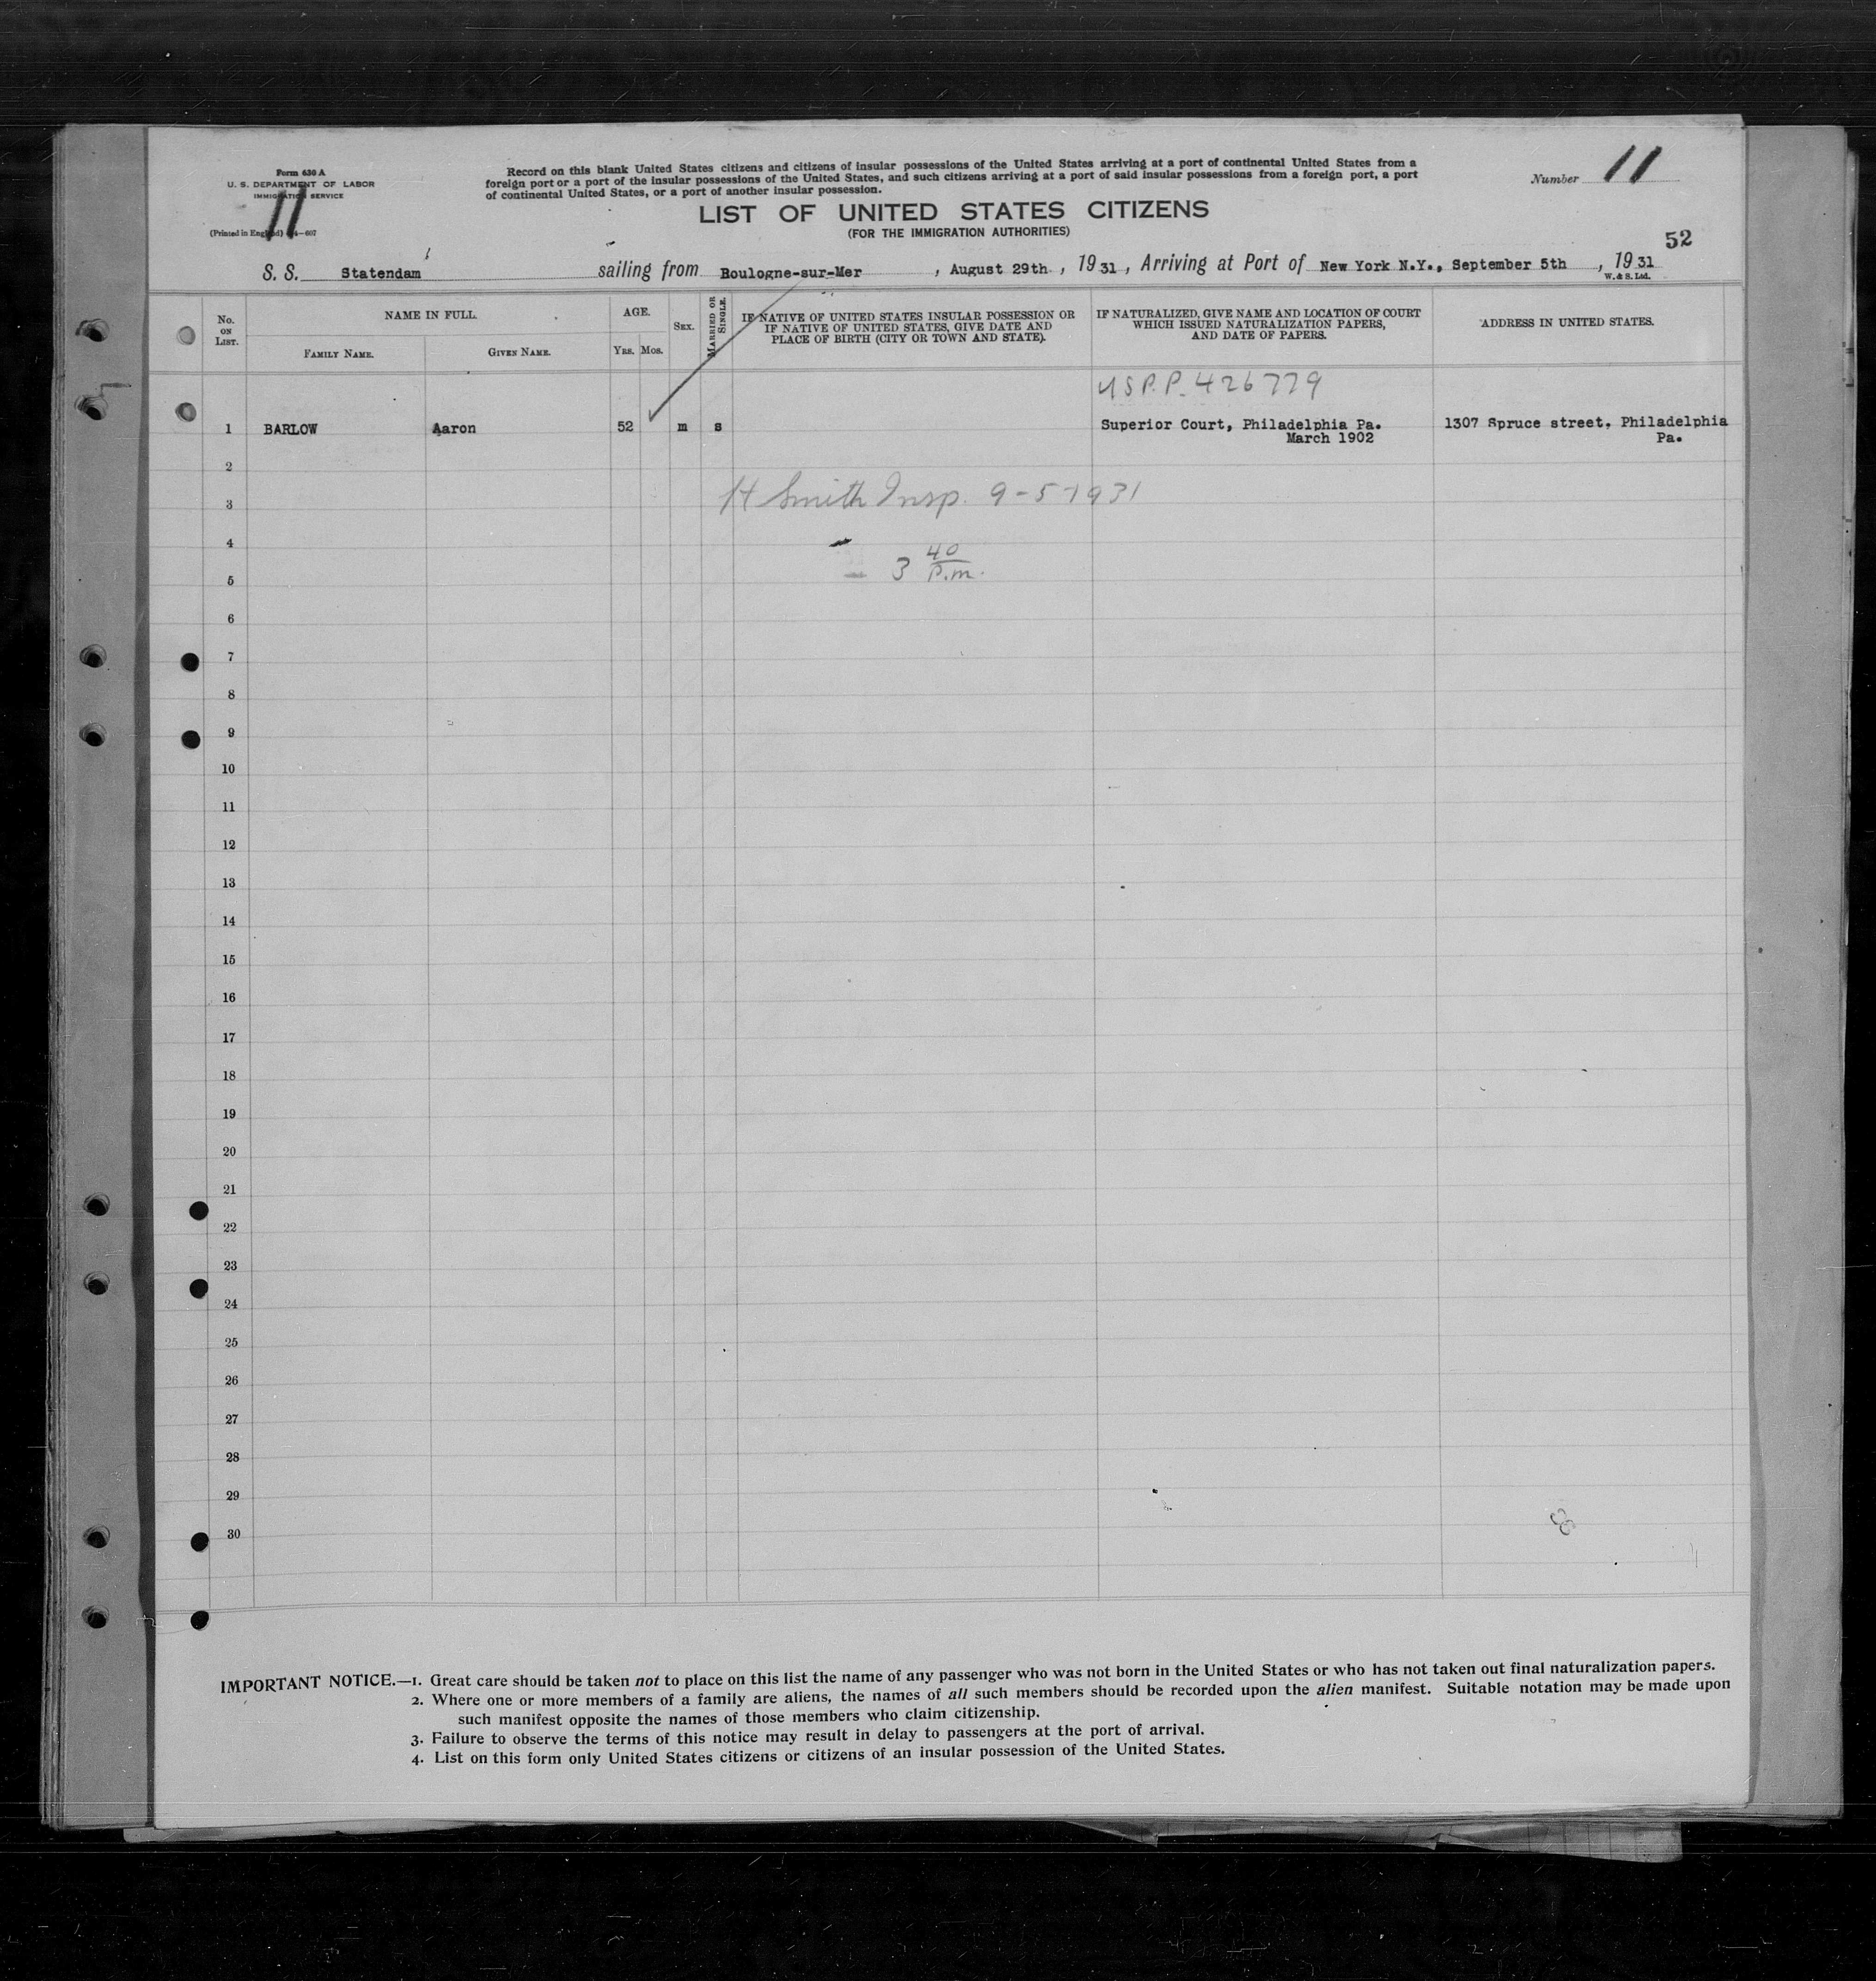 Form 630 A
U. S. DEPARTMENT OF LABOR
IMMIGRATION SERVICE
11
(Printed in England)
Record on this blank United States citizens and citizens of insular possessions of the United States arriving at a port of continental United States from a
foreign port or a port of the insular possessions of the United States, and such citizens arriving at a port of said insular possessions from a foreign port, a port
of continental United States, or a port of another insular possession.
Number 11
LIST OF UNITED STATES CITIZENS
(FOR THE IMMIGRATION AUTHORITIES)
52
S. S. Statendam sailing from Boulogne-sur-Mer, August 29th, 1931, Arriving at Port of New York N.Y., September 5th, 1931
W. & S. Ltd.
No. ON LIST.
NAME IN FULL.
FAMILY NAME.
GIVEN NAME.
AGE.
YRS. MOS.
SEX.
MARRIED OR SINGLE.
IF NATIVE OF UNITED STATES INSULAR POSSESSION OR
IF NATIVE OF UNITED STATES, GIVE DATE AND
PLACE OF BIRTH (CITY OR TOWN AND STATE).
IF NATURALIZED, GIVE NAME AND LOCATION OF COURT
WHICH ISSUED NATURALIZATION PAPERS,
AND DATE OF PAPERS.
ADDRESS IN UNITED STATES.
USP.P. 426779
1 BARLOW Aaron 52 m s Superior Court, Philadelphia Pa. 1307 Spruce street, Philadelphia
March 1902 Pa.
2
H Smith Insp. 9-5-1931
3
4
3 40 P.m.
5
6
7
8
9
10
11
12
13
14
15
16
17
18
19
20
21
22
23
24
25
26
27
28
29
30
IMPORTANT NOTICE.—1. Great care should be taken not to place on this list the name of any passenger who was not born in the United States or who has not taken out final naturalization papers.
2. Where one or more members of a family are aliens, the names of all such members should be recorded upon the alien manifest. Suitable notation may be made upon
such manifest opposite the names of those members who claim citizenship.
3. Failure to observe the terms of this notice may result in delay to passengers at the port of arrival.
4. List on this form only United States citizens or citizens of an insular possession of the United States.